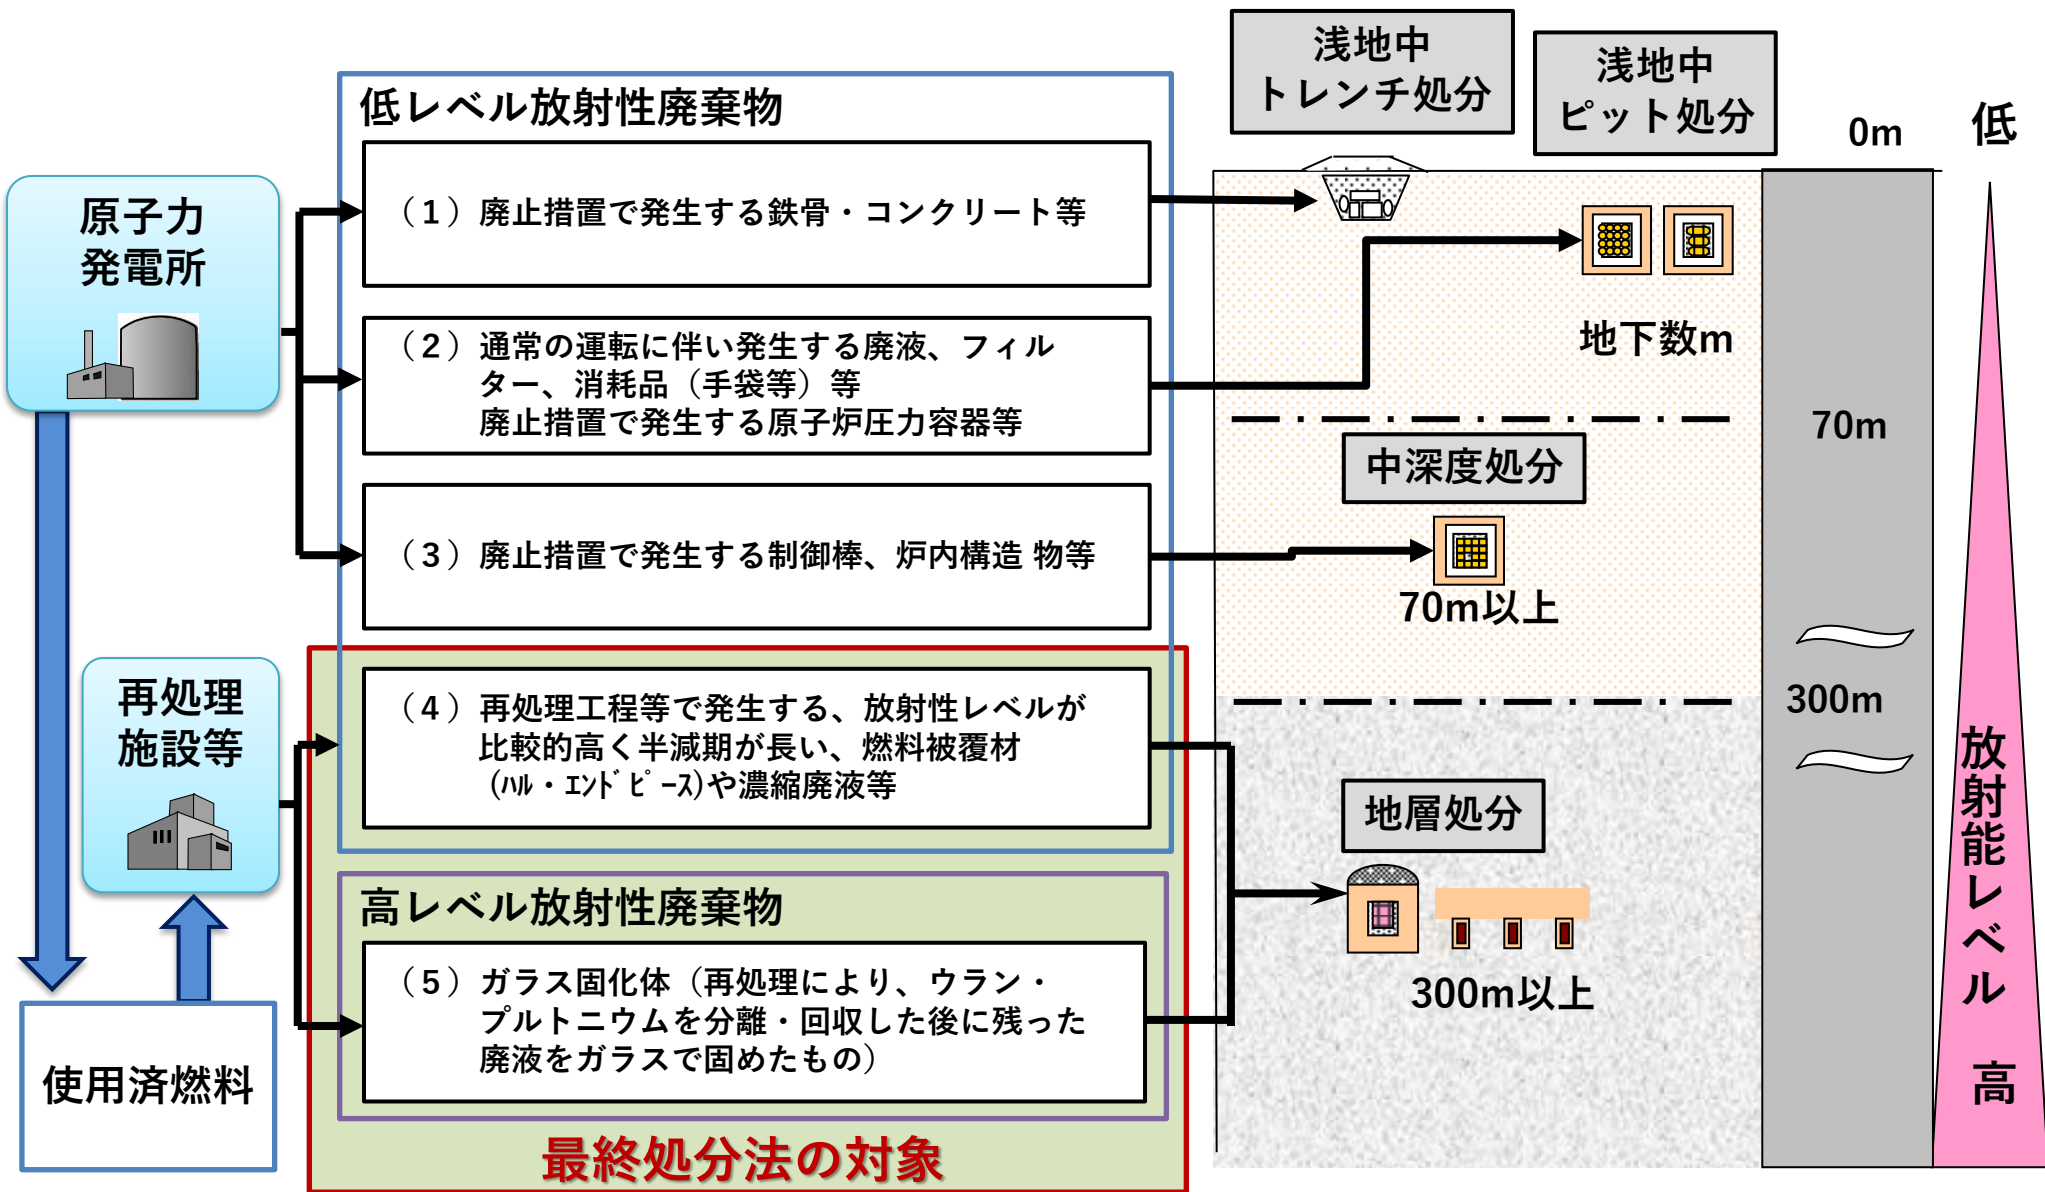 浅地中
トレンチ処分
浅地中
ピット処分
0m
低
低レベル放射性廃棄物
原子力
発電所
（１）廃止措置で発生する鉄骨・コンクリート等
（２）通常の運転に伴い発生する廃液、フィル
ター、消耗品（手袋等）等
廃止措置で発生する原子炉圧力容器等
地下数m
70m
中深度処分
（３）廃止措置で発生する制御棒、炉内構造 物等
70m以上
再処理
施設等
（４）再処理工程等で発生する、放射性レベルが
比較的高く半減期が長い、燃料被覆材
（ﾊﾙ・ｴﾝﾄﾞﾋﾟｰｽ)や濃縮廃液等
300m
地層処分
放射能レベル
高レベル放射性廃棄物
（５）ガラス固化体（再処理により、ウラン・
プルトニウムを分離・回収した後に残った
廃液をガラスで固めたもの）
300m以上
高
使用済燃料
最終処分法の対象